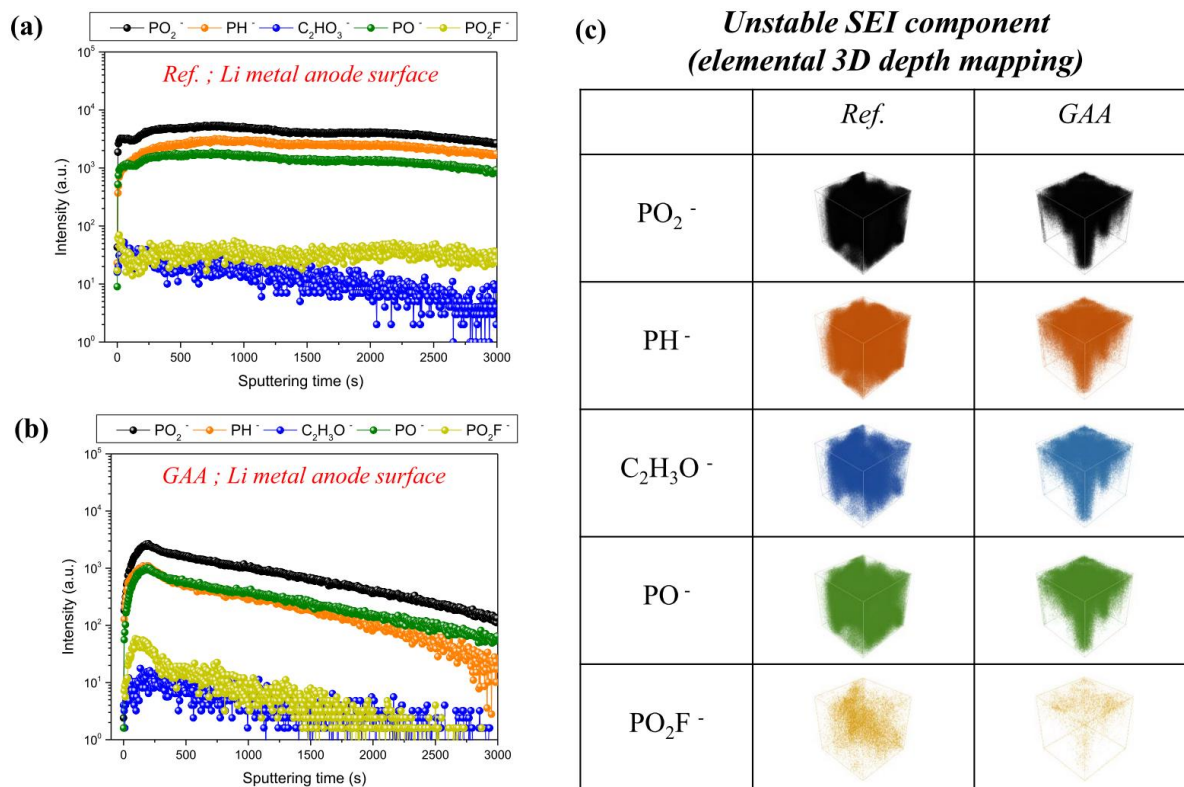 (a)
PO₂⁻ PH⁻ C₂HO₃⁻ PO⁻ PO₂F⁻
Ref. ; Li metal anode surface
Intensity (a.u.)
10⁵
10⁴
10³
10²
10¹
10⁰
0 500 1000 1500 2000 2500 3000
Sputtering time (s)
(b)
PO₂⁻ PH⁻ C₂H₃O⁻ PO⁻ PO₂F⁻
GAA ; Li metal anode surface
Intensity (a.u.)
10⁵
10⁴
10³
10²
10¹
10⁰
0 500 1000 1500 2000 2500 3000
Sputtering time (s)
(c)
Unstable SEI component
(elemental 3D depth mapping)
Ref. GAA
PO₂⁻
PH⁻
C₂H₃O⁻
PO⁻
PO₂F⁻